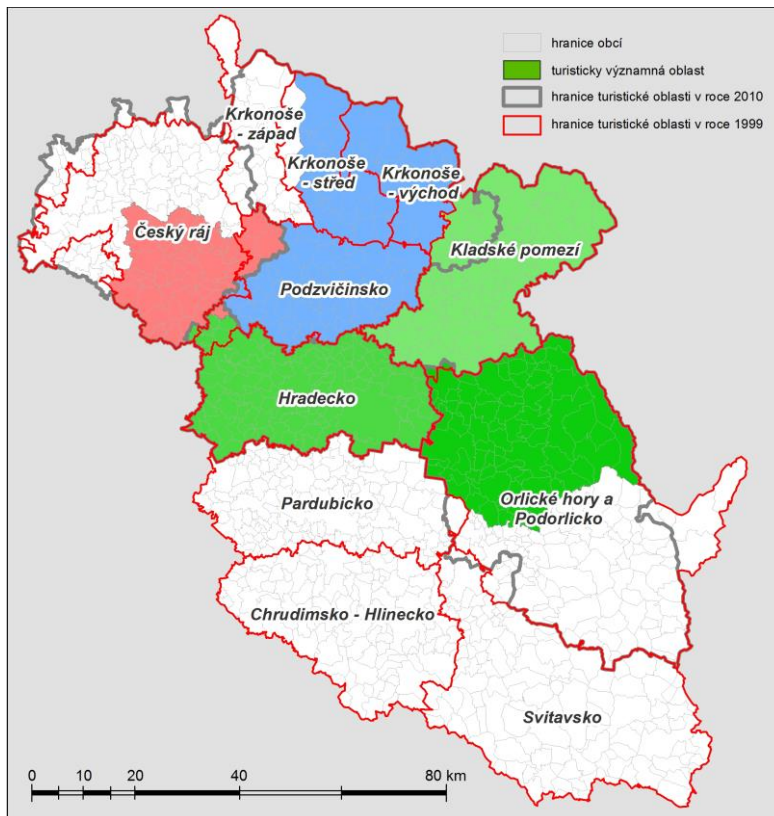 hranice obcí
turisticky významná oblast
hranice turistické oblasti v roce 2010
hranice turistické oblasti v roce 1999
Krkonoše
- západ
Krkonoše
- střed
Krkonoše
- východ
Český ráj
Kladské pomezí
Podzvičinsko
Hradecko
Pardubicko
Orlické hory a
Podorlicko
Chrudimsko - Hlinecko
Svitavsko
0 10 20 40 80 km